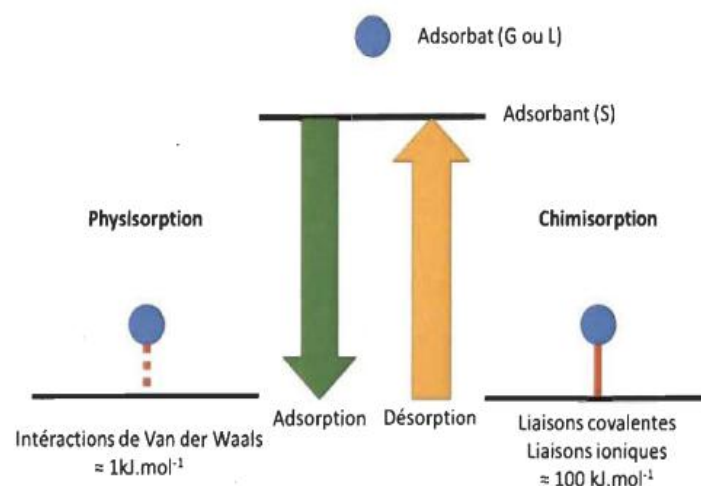 Adsorbat (G ou L)
Adsorbant (S)
Physisorption
Chimisorption
Adsorption
Désorption
Intéractions de Van der Waals
≈ 1kJ.mol⁻¹
Liaisons covalentes
Liaisons ioniques
≈ 100 kJ.mol⁻¹